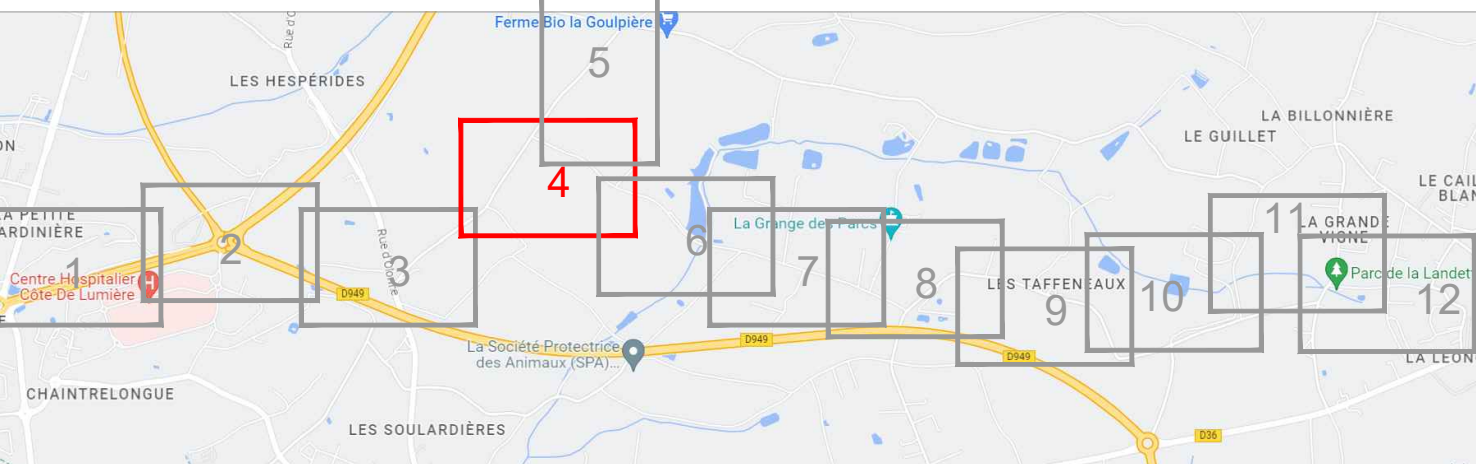 Ferme Bio la Goulpière
Rue d'O
5
LES HESPÉRIDES
LA BILLONNIÈRE
LE GUILLET
ON
4
LE CAIL
BLAN
LA PETITE
ARDINIÈRE
11
LA GRANDE
VIGNE
La Grange des Parcs
2
6
Rue d'Olonne
1
3
7
8
9
10
12
Centre Hospitalier
Côte De Lumière
H
LES TAFFENEAUX
Parc de la Landet
D949
E
D949
La Société Protectrice
des Animaux (SPA)...
D949
LA LEON
CHAINTRELONGUE
LES SOULARDIÈRES
D36